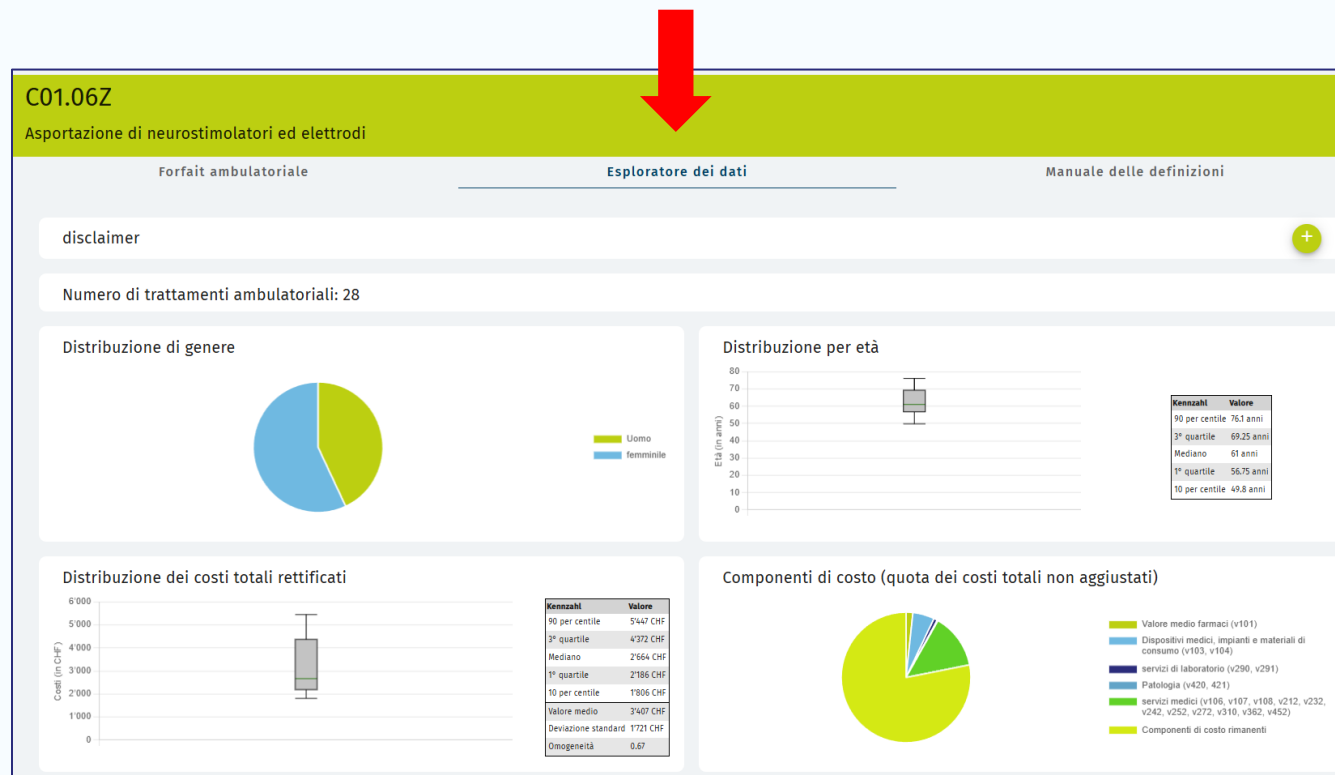 C01.06Z
Asportazione di neurostimolatori ed elettrodi
Forfait ambulatoriale
Esploratore dei dati
Manuale delle definizioni
disclaimer
+
Numero di trattamenti ambulatoriali: 28
Distribuzione di genere
Uomo
femminile
Distribuzione per età
Età (in anni)
80
70
60
50
40
30
20
10
0
Kennzahl Valore
90 per centile 76.1 anni
3° quartile 69.25 anni
Mediano 61 anni
1° quartile 56.75 anni
10 per centile 49.8 anni
Distribuzione dei costi totali rettificati
Costi (in CHF)
6'000
5'000
4'000
3'000
2'000
1'000
0
Kennzahl Valore
90 per centile 5'447 CHF
3° quartile 4'372 CHF
Mediano 2'664 CHF
1° quartile 2'186 CHF
10 per centile 1'806 CHF
Valore medio 3'407 CHF
Deviazione standard 1'721 CHF
Omogeneità 0.67
Componenti di costo (quota dei costi totali non aggiustati)
Valore medio farmaci (v101)
Dispositivi medici, impianti e materiali di
consumo (v103, v104)
servizi di laboratorio (v290, v291)
Patologia (v420, 421)
servizi medici (v106, v107, v108, v212, v232,
v242, v252, v272, v310, v362, v452)
Componenti di costo rimanenti